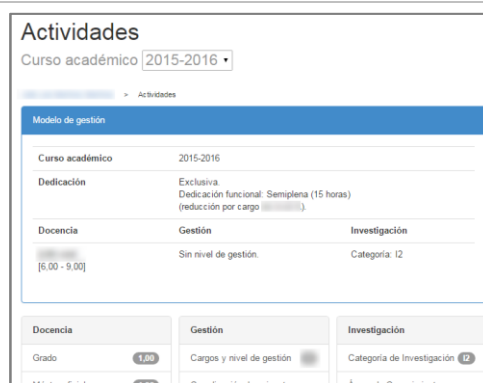 Actividades
Curso académico 2015-2016
> Actividades
Modelo de gestión
Curso académico 2015-2016
Dedicación Exclusiva.
Dedicación funcional: Semiplena (15 horas)
(reducción por cargo ).
Docencia Gestión Investigación
Sin nivel de gestión. Categoría: I2
[6,00 - 9,00]
Docencia Gestión Investigación
Grado 1,00 Cargos y nivel de gestión Categoría de Investigación I2